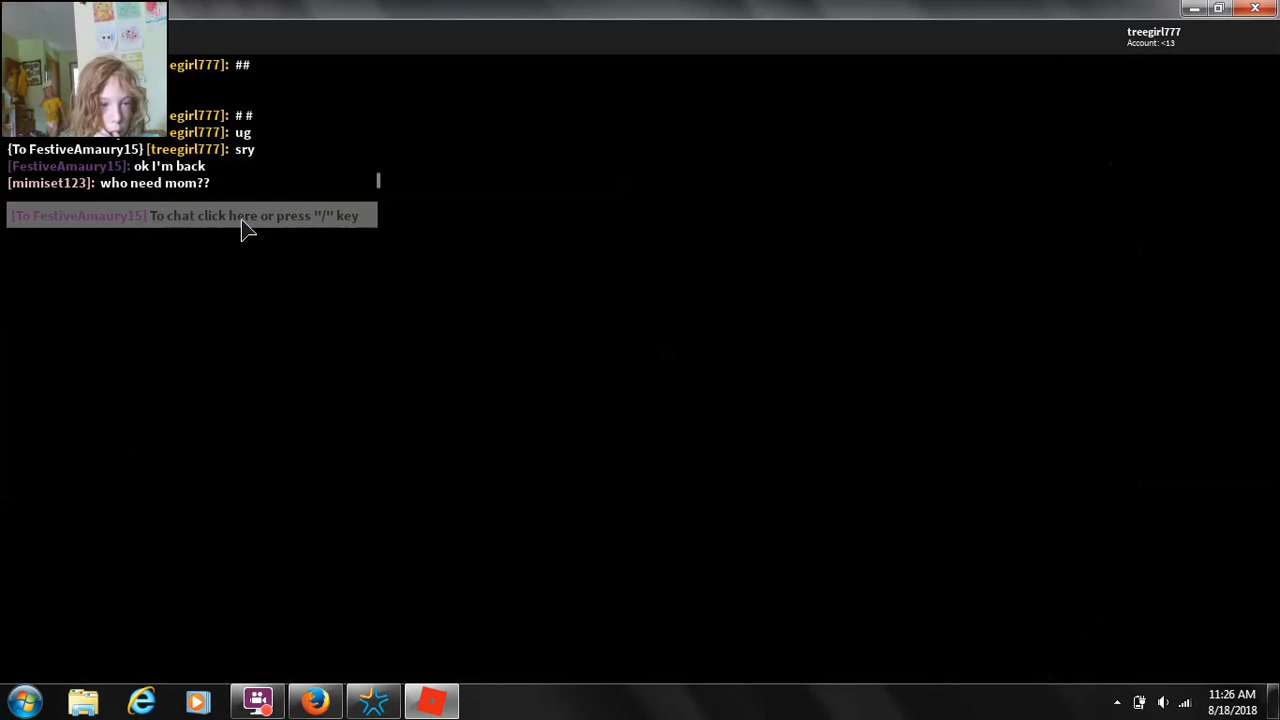 treegirl777
Account: <13
egirl777]: ##
egirl777]: # #
egirl777]: ug
{To FestiveAmaury15} [treegirl777]: sry
[FestiveAmaury15]: ok I'm back
[mimiset123]: who need mom??
[To FestiveAmaury15] To chat click here or press "/" key
11:26 AM
8/18/2018